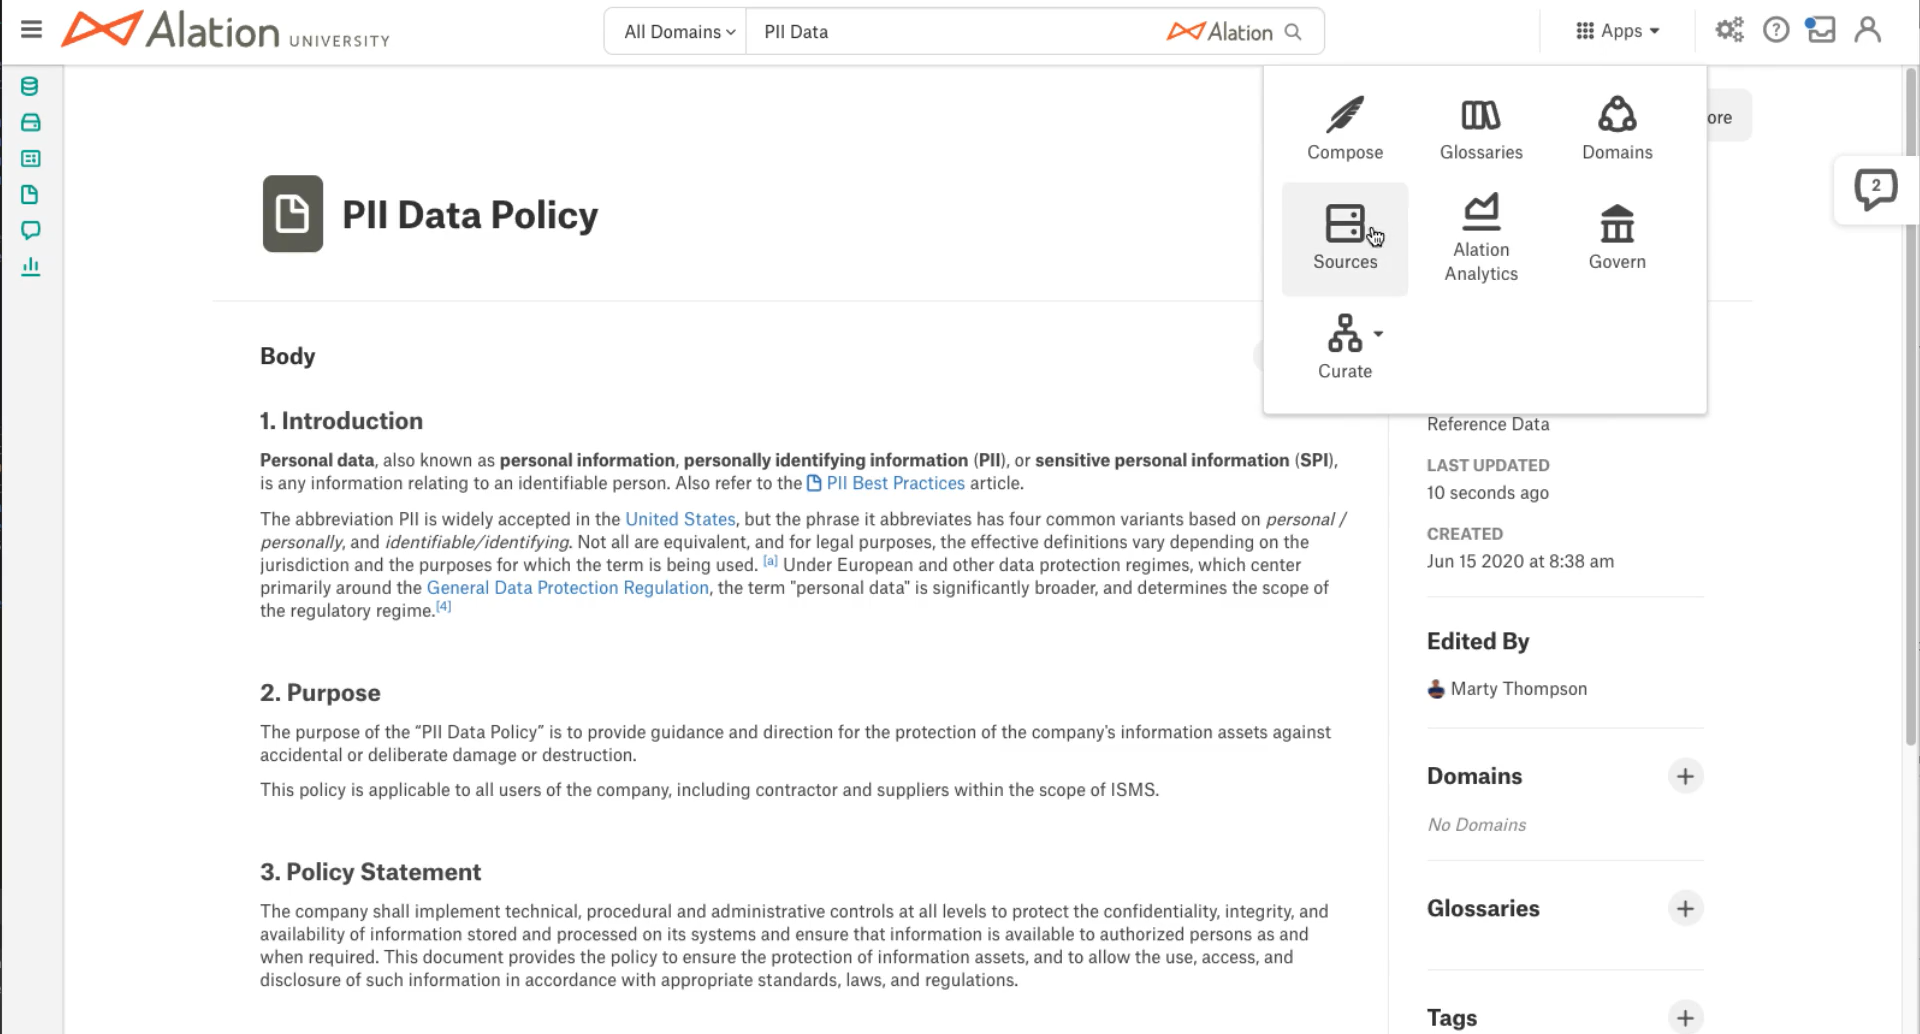 Alation UNIVERSITY
All Domains
PII Data
Alation
Apps
Compose
Glossaries
Domains
ore
Sources
Alation
Analytics
Govern
Curate
2
PII Data Policy
Body
1. Introduction
Personal data, also known as personal information, personally identifying information (PII), or sensitive personal information (SPI),
is any information relating to an identifiable person. Also refer to the PII Best Practices article.
The abbreviation PII is widely accepted in the United States, but the phrase it abbreviates has four common variants based on personal /
personally, and identifiable/identifying. Not all are equivalent, and for legal purposes, the effective definitions vary depending on the
jurisdiction and the purposes for which the term is being used. [a] Under European and other data protection regimes, which center
primarily around the General Data Protection Regulation, the term "personal data" is significantly broader, and determines the scope of
the regulatory regime.[4]
2. Purpose
The purpose of the “PII Data Policy” is to provide guidance and direction for the protection of the company's information assets against
accidental or deliberate damage or destruction.
This policy is applicable to all users of the company, including contractor and suppliers within the scope of ISMS.
3. Policy Statement
The company shall implement technical, procedural and administrative controls at all levels to protect the confidentiality, integrity, and
availability of information stored and processed on its systems and ensure that information is available to authorized persons as and
when required. This document provides the policy to ensure the protection of information assets, and to allow the use, access, and
disclosure of such information in accordance with appropriate standards, laws, and regulations.
Reference Data
LAST UPDATED
10 seconds ago
CREATED
Jun 15 2020 at 8:38 am
Edited By
Marty Thompson
Domains
No Domains
Glossaries
Tags